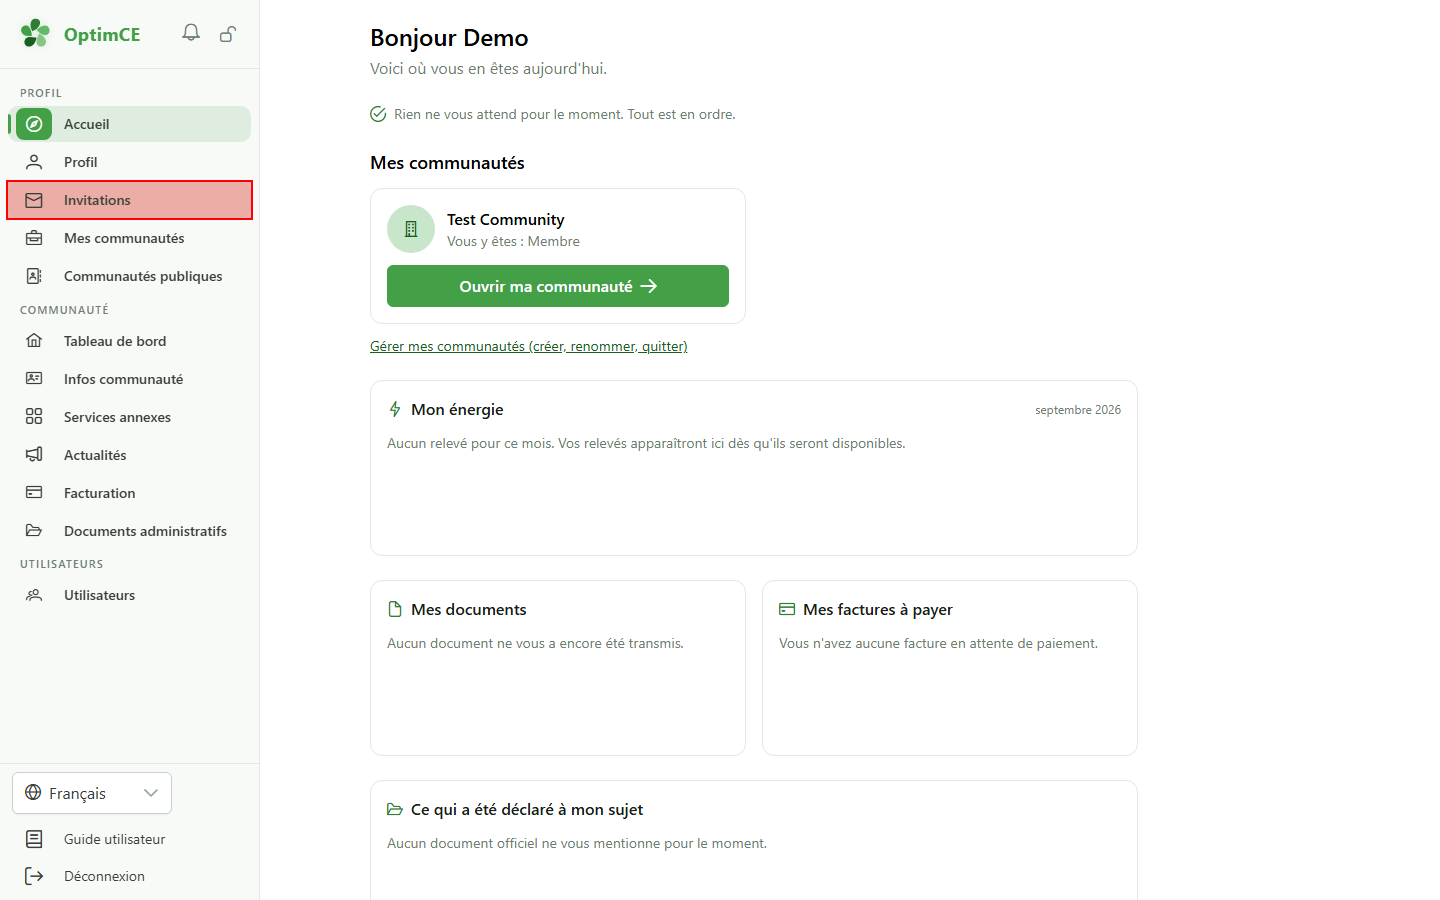 OptimCE
PROFIL
Accueil
Profil
Invitations
Mes communautés
Communautés publiques
COMMUNAUTÉ
Tableau de bord
Infos communauté
Services annexes
Actualités
Facturation
Documents administratifs
UTILISATEURS
Utilisateurs
Français
Guide utilisateur
Déconnexion
Bonjour Demo
Voici où vous en êtes aujourd'hui.
Rien ne vous attend pour le moment. Tout est en ordre.
Mes communautés
Test Community
Vous y êtes : Membre
Ouvrir ma communauté
Gérer mes communautés (créer, renommer, quitter)
Mon énergie
septembre 2026
Aucun relevé pour ce mois. Vos relevés apparaîtront ici dès qu'ils seront disponibles.
Mes documents
Aucun document ne vous a encore été transmis.
Mes factures à payer
Vous n'avez aucune facture en attente de paiement.
Ce qui a été déclaré à mon sujet
Aucun document officiel ne vous mentionne pour le moment.